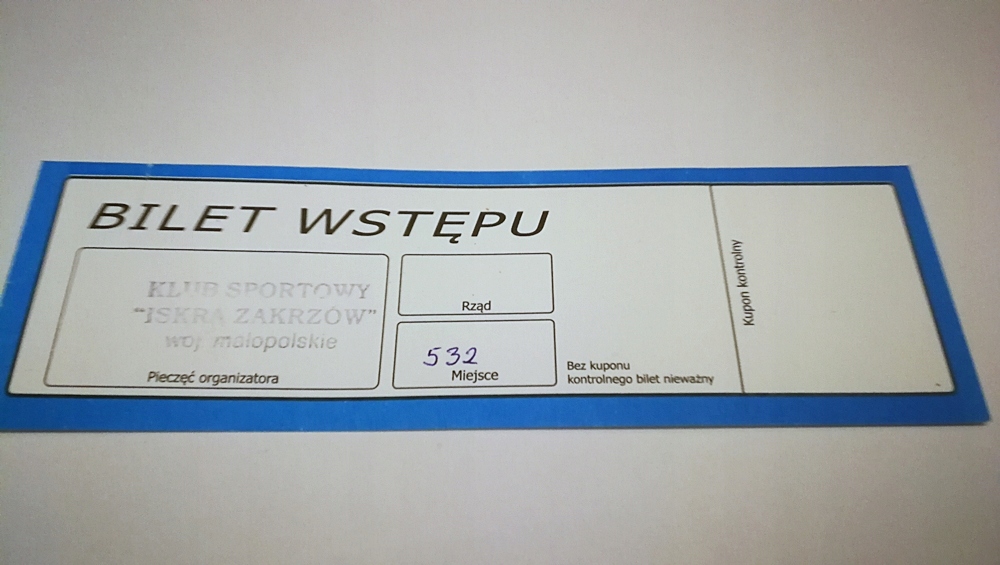 BILET WSTĘPU
KLUB SPORTOWY
"ISKRA ZAKRZÓW"
woj małopolskie
Pieczęć organizatora
Rząd
532
Miejsce
Bez kuponu
kontrolnego bilet nieważny
Kupon kontrolny